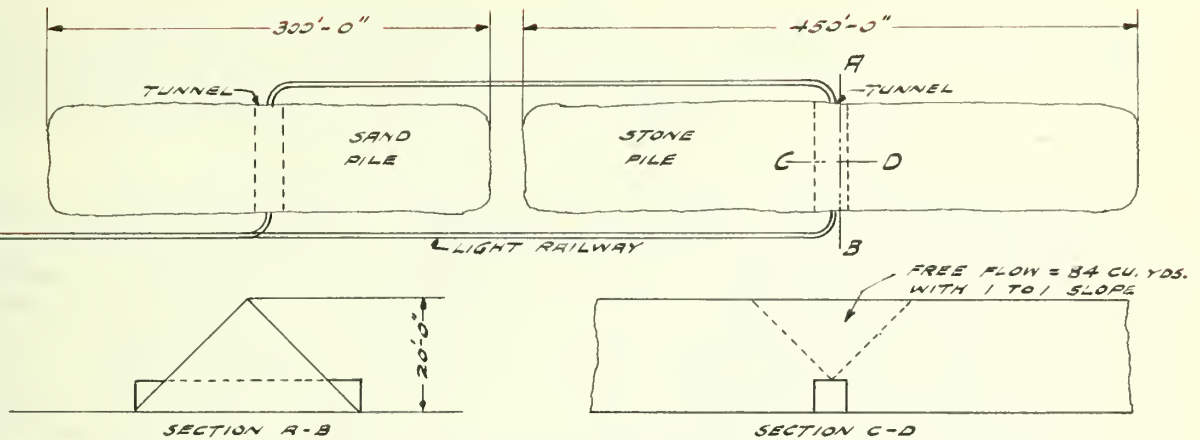 300'-0"
450'-0"
A
TUNNEL
TUNNEL
SAND
PILE
STONE
PILE
C
D
LIGHT RAILWAY
B
FREE FLOW = 84 CU. YDS.
WITH 1 TO 1 SLOPE
20'-0"
SECTION A-B
SECTION C-D